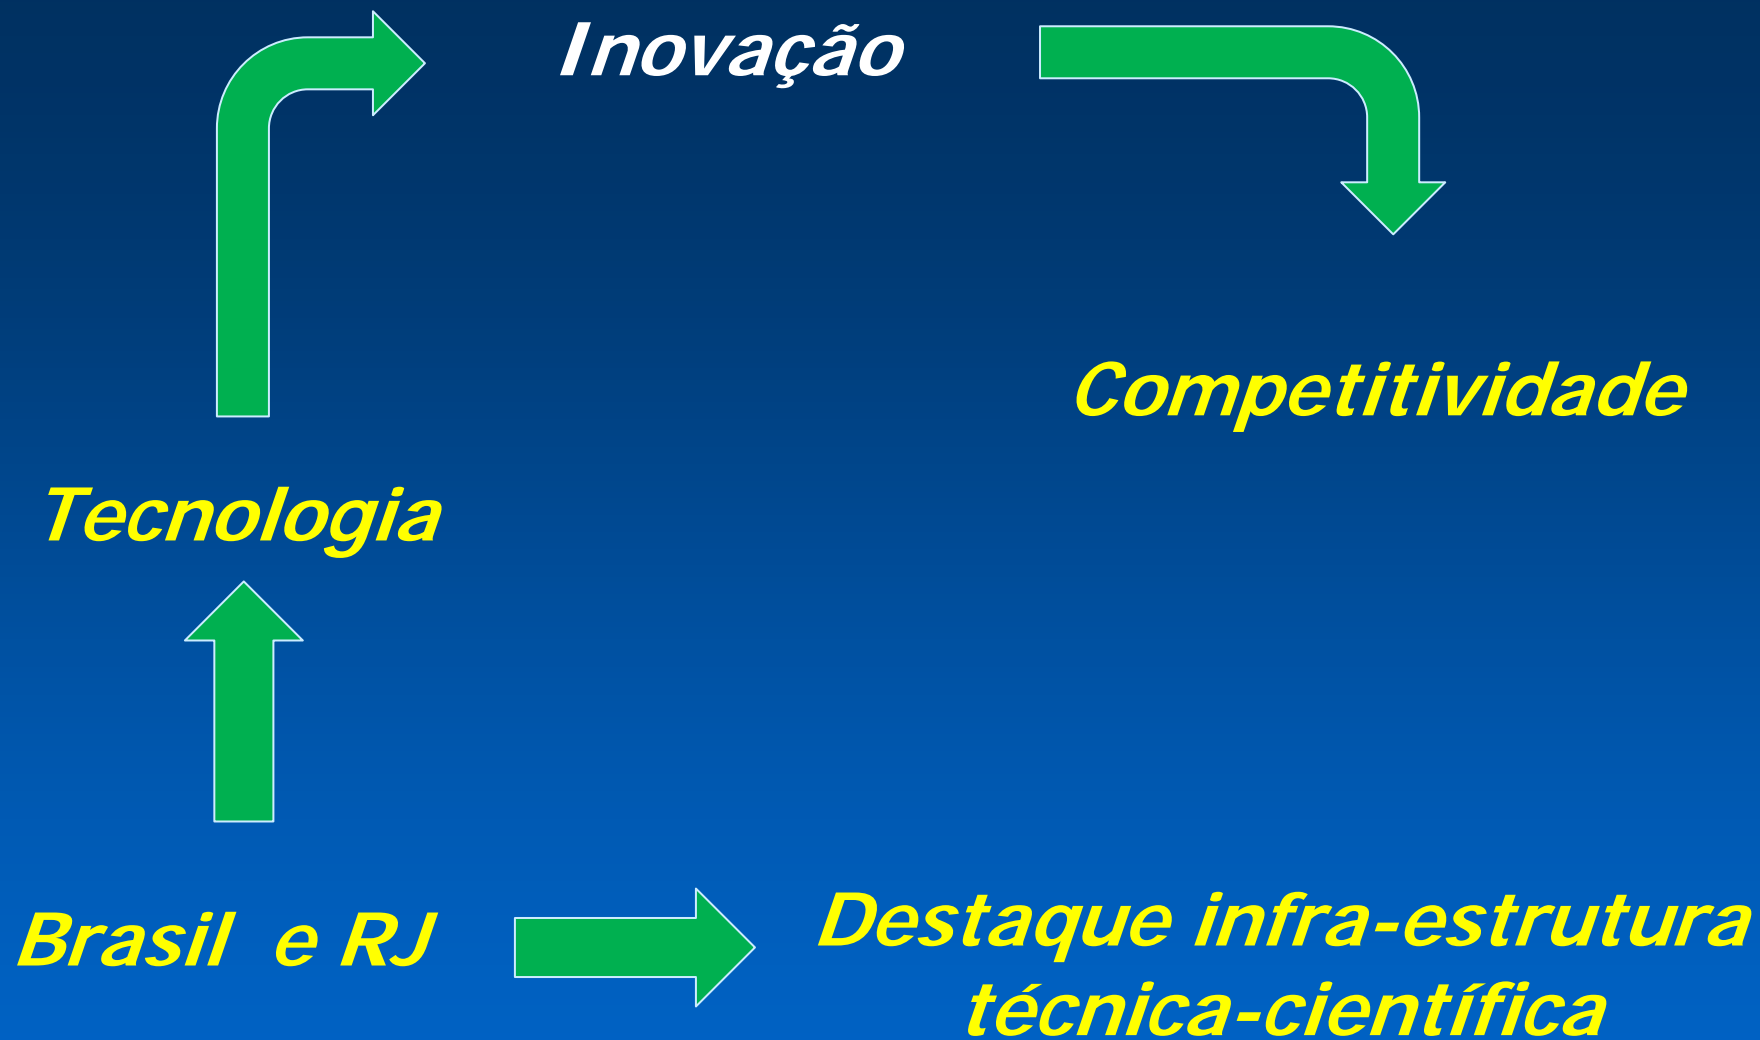 Inovação
Competitividade
Tecnologia
Brasil e RJ
Destaque infra-estrutura
técnica-científica